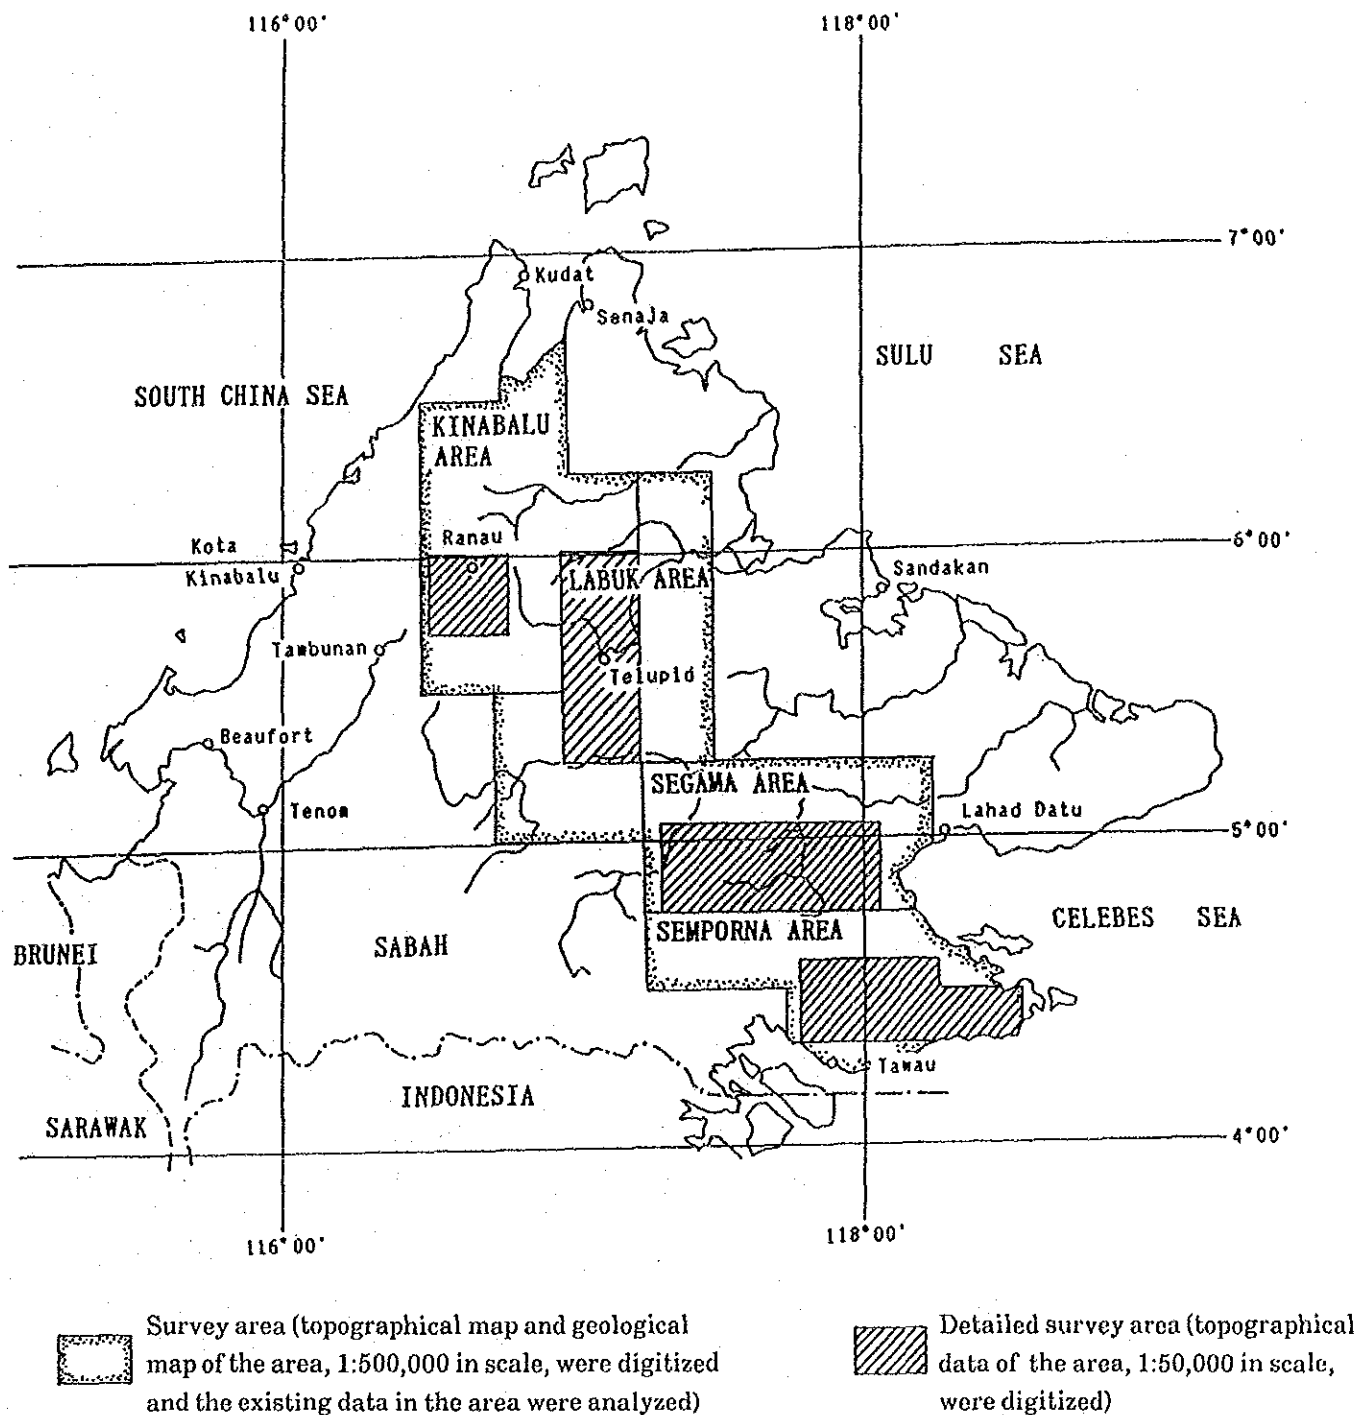 116°00'
118°00'
7°00'
Kudat
Senaja
SULU SEA
SOUTH CHINA SEA
KINABALU
AREA
Ranau
Kota
Kinabalu
6°00'
LABUK AREA
Sandakan
Tambunan
Telupid
Beaufort
SEGAMA AREA
Tenom
Lahad Datu
5°00'
BRUNEI
SABAH
SEMPORNA AREA
CELEBES SEA
Tawau
INDONESIA
SARAWAK
4°00'
116°00'
118°00'
Survey area (topographical map and geological
map of the area, 1:500,000 in scale, were digitized
and the existing data in the area were analyzed)
Detailed survey area (topographical
data of the area, 1:50,000 in scale,
were digitized)